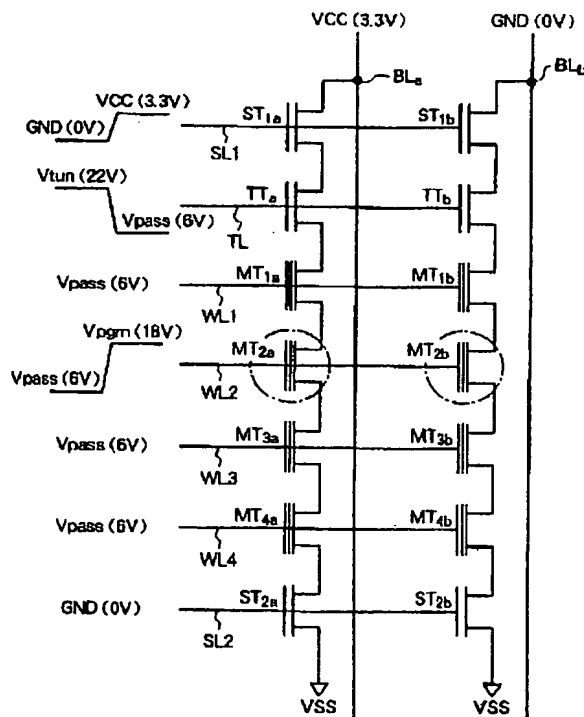 VCC (3.3V) GND (0V)
BLa BLb
VCC (3.3V)
GND (0V)
ST1a ST1b
SL1
Vtun (22V)
Vpass (6V)
TTa TTb
TL
Vpass (6V)
MT1a MT1b
WL1
Vpgm (18V)
Vpass (6V)
MT2a MT2b
WL2
Vpass (6V)
MT3a MT3b
WL3
Vpass (6V)
MT4a MT4b
WL4
GND (0V)
ST2a ST2b
SL2
VSS VSS